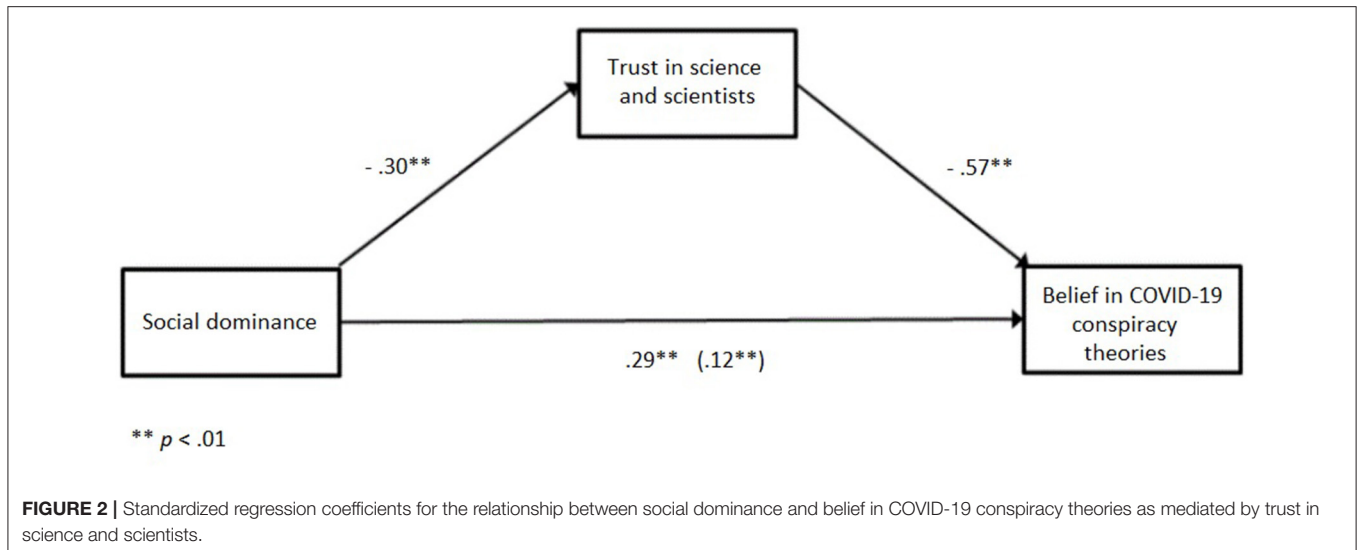 Trust in science
and scientists
- .30**
- .57**
Social dominance
Belief in COVID-19
conspiracy
theories
.29** (.12**)
** p < .01
FIGURE 2 | Standardized regression coefficients for the relationship between social dominance and belief in COVID-19 conspiracy theories as mediated by trust in
science and scientists.